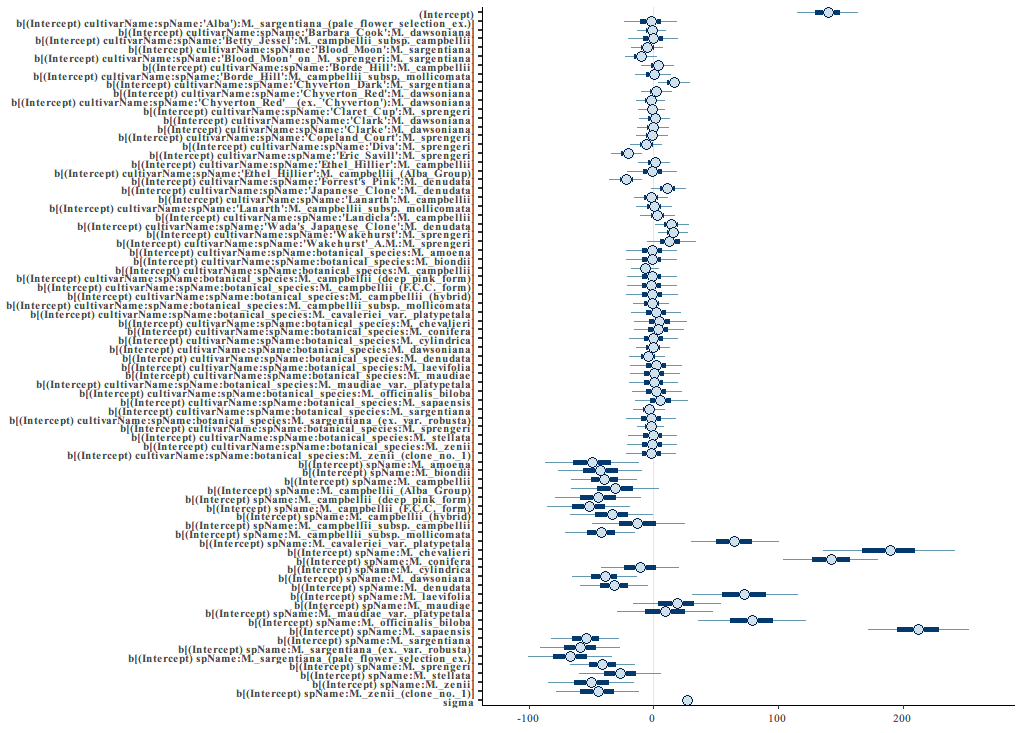 (Intercept)
b[(Intercept) cultivarName:spName:'Alba'):M._sargentiana_(pale_flower_selection_ex.)]
b[(Intercept) cultivarName:spName:'Barbara_Cook':M._dawsoniana]
b[(Intercept) cultivarName:spName:'Betty_Jessel':M._campbellii_subsp._campbellii]
b[(Intercept) cultivarName:spName:'Blood_Moon':M._sargentiana]
b[(Intercept) cultivarName:spName:'Blood_Moon'_on_M._sprengeri:M._sargentiana]
b[(Intercept) cultivarName:spName:'Borde_Hill':M._campbellii]
b[(Intercept) cultivarName:spName:'Borde_Hill':M._campbellii_subsp._mollicomata]
b[(Intercept) cultivarName:spName:'Chyverton_Dark':M._sargentiana]
b[(Intercept) cultivarName:spName:'Chyverton_Red':M._dawsoniana]
b[(Intercept) cultivarName:spName:'Chyverton_Red'__(ex._'Chyverton'):M._dawsoniana]
b[(Intercept) cultivarName:spName:'Claret_Cup':M._sprengeri]
b[(Intercept) cultivarName:spName:'Clark':M._dawsoniana]
b[(Intercept) cultivarName:spName:'Clarke':M._dawsoniana]
b[(Intercept) cultivarName:spName:'Copeland_Court':M._sprengeri]
b[(Intercept) cultivarName:spName:'Diva':M._sprengeri]
b[(Intercept) cultivarName:spName:'Eric_Savill':M._sprengeri]
b[(Intercept) cultivarName:spName:'Ethel_Hillier':M._campbellii]
b[(Intercept) cultivarName:spName:'Ethel_Hillier':M._campbellii_(Alba_Group)]
b[(Intercept) cultivarName:spName:'Forrest's_Pink':M._denudata]
b[(Intercept) cultivarName:spName:'Japanese_Clone':M._denudata]
b[(Intercept) cultivarName:spName:'Lanarth':M._campbellii]
b[(Intercept) cultivarName:spName:'Lanarth':M._campbellii_subsp._mollicomata]
b[(Intercept) cultivarName:spName:'Landicla':M._campbellii]
b[(Intercept) cultivarName:spName:'Wada's_Japanese_Clone':M._denudata]
b[(Intercept) cultivarName:spName:'Wakehurst':M._sprengeri]
b[(Intercept) cultivarName:spName:'Wakehurst'_A.M.:M._sprengeri]
b[(Intercept) cultivarName:spName:botanical_species:M._amoena]
b[(Intercept) cultivarName:spName:botanical_species:M._biondii]
b[(Intercept) cultivarName:spName:botanical_species:M._campbellii]
b[(Intercept) cultivarName:spName:botanical_species:M._campbellii_(deep_pink_form)]
b[(Intercept) cultivarName:spName:botanical_species:M._campbellii_(F.C.C._form)]
b[(Intercept) cultivarName:spName:botanical_species:M._campbellii_(hybrid)]
b[(Intercept) cultivarName:spName:botanical_species:M._campbellii_subsp._mollicomata]
b[(Intercept) cultivarName:spName:botanical_species:M._cavaleriei_var._platypetala]
b[(Intercept) cultivarName:spName:botanical_species:M._chevalieri]
b[(Intercept) cultivarName:spName:botanical_species:M._conifera]
b[(Intercept) cultivarName:spName:botanical_species:M._cylindrica]
b[(Intercept) cultivarName:spName:botanical_species:M._dawsoniana]
b[(Intercept) cultivarName:spName:botanical_species:M._denudata]
b[(Intercept) cultivarName:spName:botanical_species:M._laevifolia]
b[(Intercept) cultivarName:spName:botanical_species:M._maudiae]
b[(Intercept) cultivarName:spName:botanical_species:M._maudiae_var._platypetala]
b[(Intercept) cultivarName:spName:botanical_species:M._officinalis_biloba]
b[(Intercept) cultivarName:spName:botanical_species:M._sapaensis]
b[(Intercept) cultivarName:spName:botanical_species:M._sargentiana]
b[(Intercept) cultivarName:spName:botanical_species:M._sargentiana_(ex._var._robusta)]
b[(Intercept) cultivarName:spName:botanical_species:M._sprengeri]
b[(Intercept) cultivarName:spName:botanical_species:M._stellata]
b[(Intercept) cultivarName:spName:botanical_species:M._zenii]
b[(Intercept) cultivarName:spName:botanical_species:M._zenii_(clone_no._1)]
b[(Intercept) spName:M._amoena]
b[(Intercept) spName:M._biondii]
b[(Intercept) spName:M._campbellii]
b[(Intercept) spName:M._campbellii_(Alba_Group)]
b[(Intercept) spName:M._campbellii_(deep_pink_form)]
b[(Intercept) spName:M._campbellii_(F.C.C._form)]
b[(Intercept) spName:M._campbellii_(hybrid)]
b[(Intercept) spName:M._campbellii_subsp._campbellii]
b[(Intercept) spName:M._campbellii_subsp._mollicomata]
b[(Intercept) spName:M._cavaleriei_var._platypetala]
b[(Intercept) spName:M._chevalieri]
b[(Intercept) spName:M._conifera]
b[(Intercept) spName:M._cylindrica]
b[(Intercept) spName:M._dawsoniana]
b[(Intercept) spName:M._denudata]
b[(Intercept) spName:M._laevifolia]
b[(Intercept) spName:M._maudiae]
b[(Intercept) spName:M._maudiae_var._platypetala]
b[(Intercept) spName:M._officinalis_biloba]
b[(Intercept) spName:M._sapaensis]
b[(Intercept) spName:M._sargentiana]
b[(Intercept) spName:M._sargentiana_(ex._var._robusta)]
b[(Intercept) spName:M._sargentiana_(pale_flower_selection_ex.)]
b[(Intercept) spName:M._sprengeri]
b[(Intercept) spName:M._stellata]
b[(Intercept) spName:M._zenii]
b[(Intercept) spName:M._zenii_(clone_no._1)]
sigma
-100 0 100 200